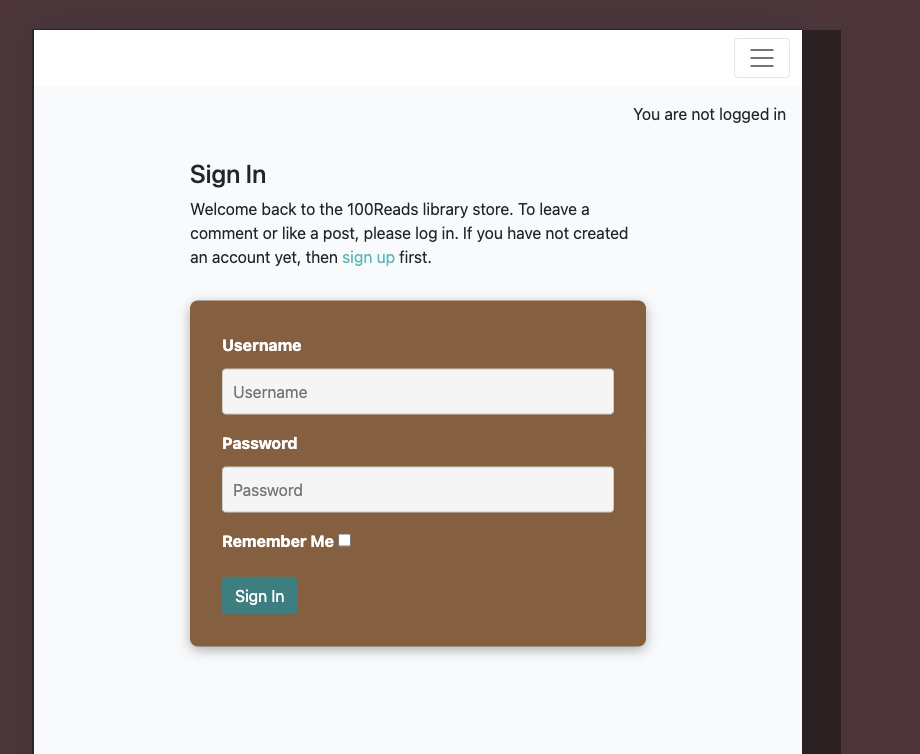 You are not logged in
Sign In
Welcome back to the 100Reads library store. To leave a
comment or like a post, please log in. If you have not created
an account yet, then sign up first.
Username
Username
Password
Password
Remember Me
Sign In